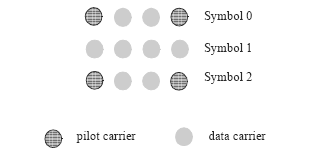 Symbol 0
Symbol 1
Symbol 2
pilot carrier data carrier